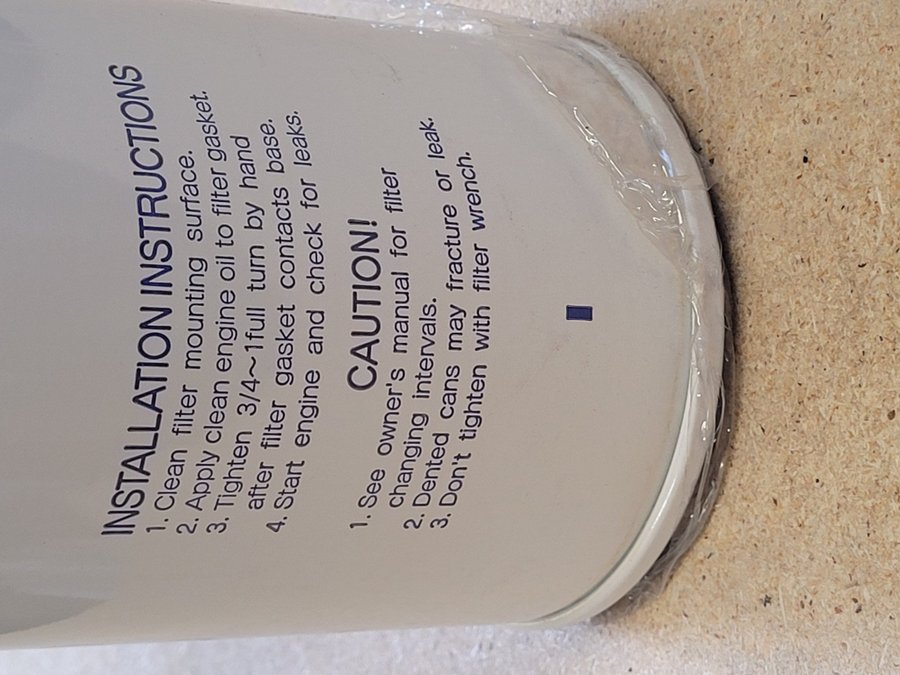 INSTALLATION INSTRUCTIONS
1. Clean filter mounting surface.
2. Apply clean engine oil to filter gasket.
3. Tighten 3/4~1full turn by hand
after filter gasket contacts base.
4. Start engine and check for leaks.
CAUTION!
1. See owner's manual for filter
changing intervals.
2. Dented cans may fracture or leak.
3. Don't tighten with filter wrench.